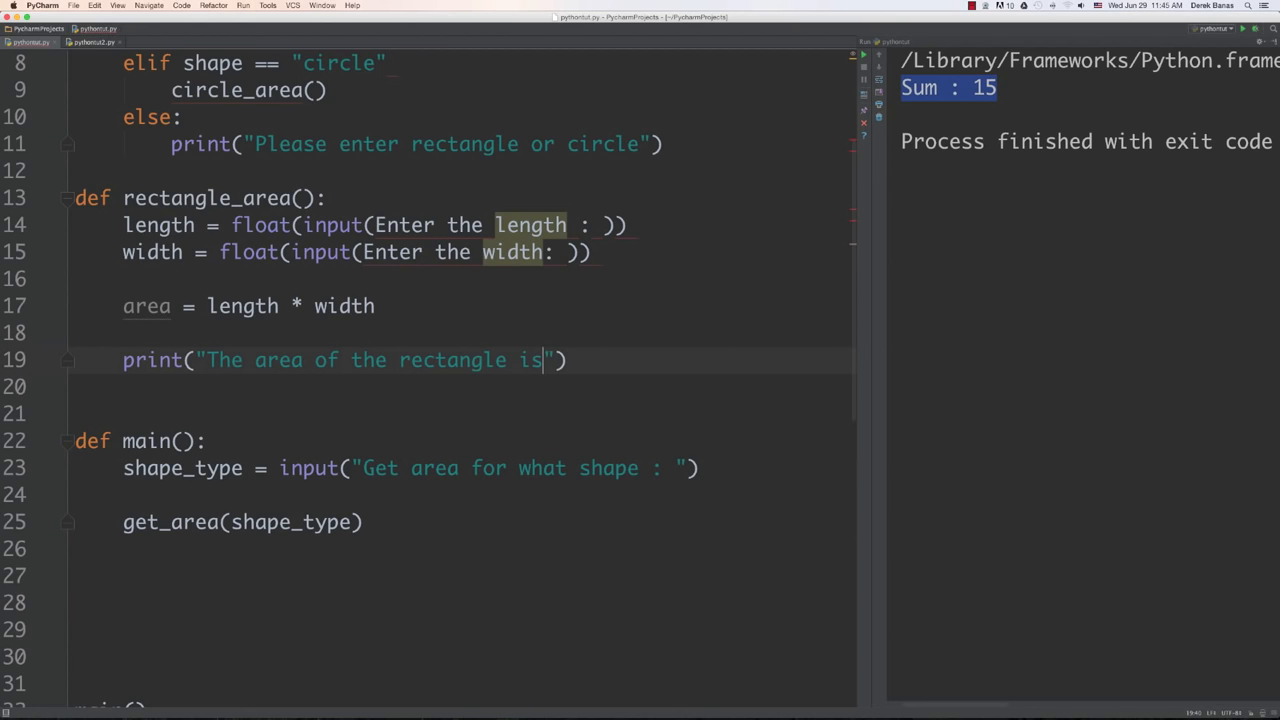 PyCharm File Edit View Navigate Code Refactor Run Tools VCS Window Help Wed Jun 29 11:45 AM Derek Banas
pythontut.py - PycharmProjects - [~/PycharmProjects]
PycharmProjects pythontut.py pythontut
pythontut.py pythontut2.py Run: pythontut
8 elif shape == "circle"
9 circle_area()
10 else:
11 print("Please enter rectangle or circle")
12
13 def rectangle_area():
14 length = float(input(Enter the length : ))
15 width = float(input(Enter the width: ))
16
17 area = length * width
18
19 print("The area of the rectangle is")
20
21
22 def main():
23 shape_type = input("Get area for what shape : ")
24
25 get_area(shape_type)
26
27
28
29
30
31
main()
/Library/Frameworks/Python.frame
Sum : 15
Process finished with exit code
19:40 LF÷ UTF-8÷